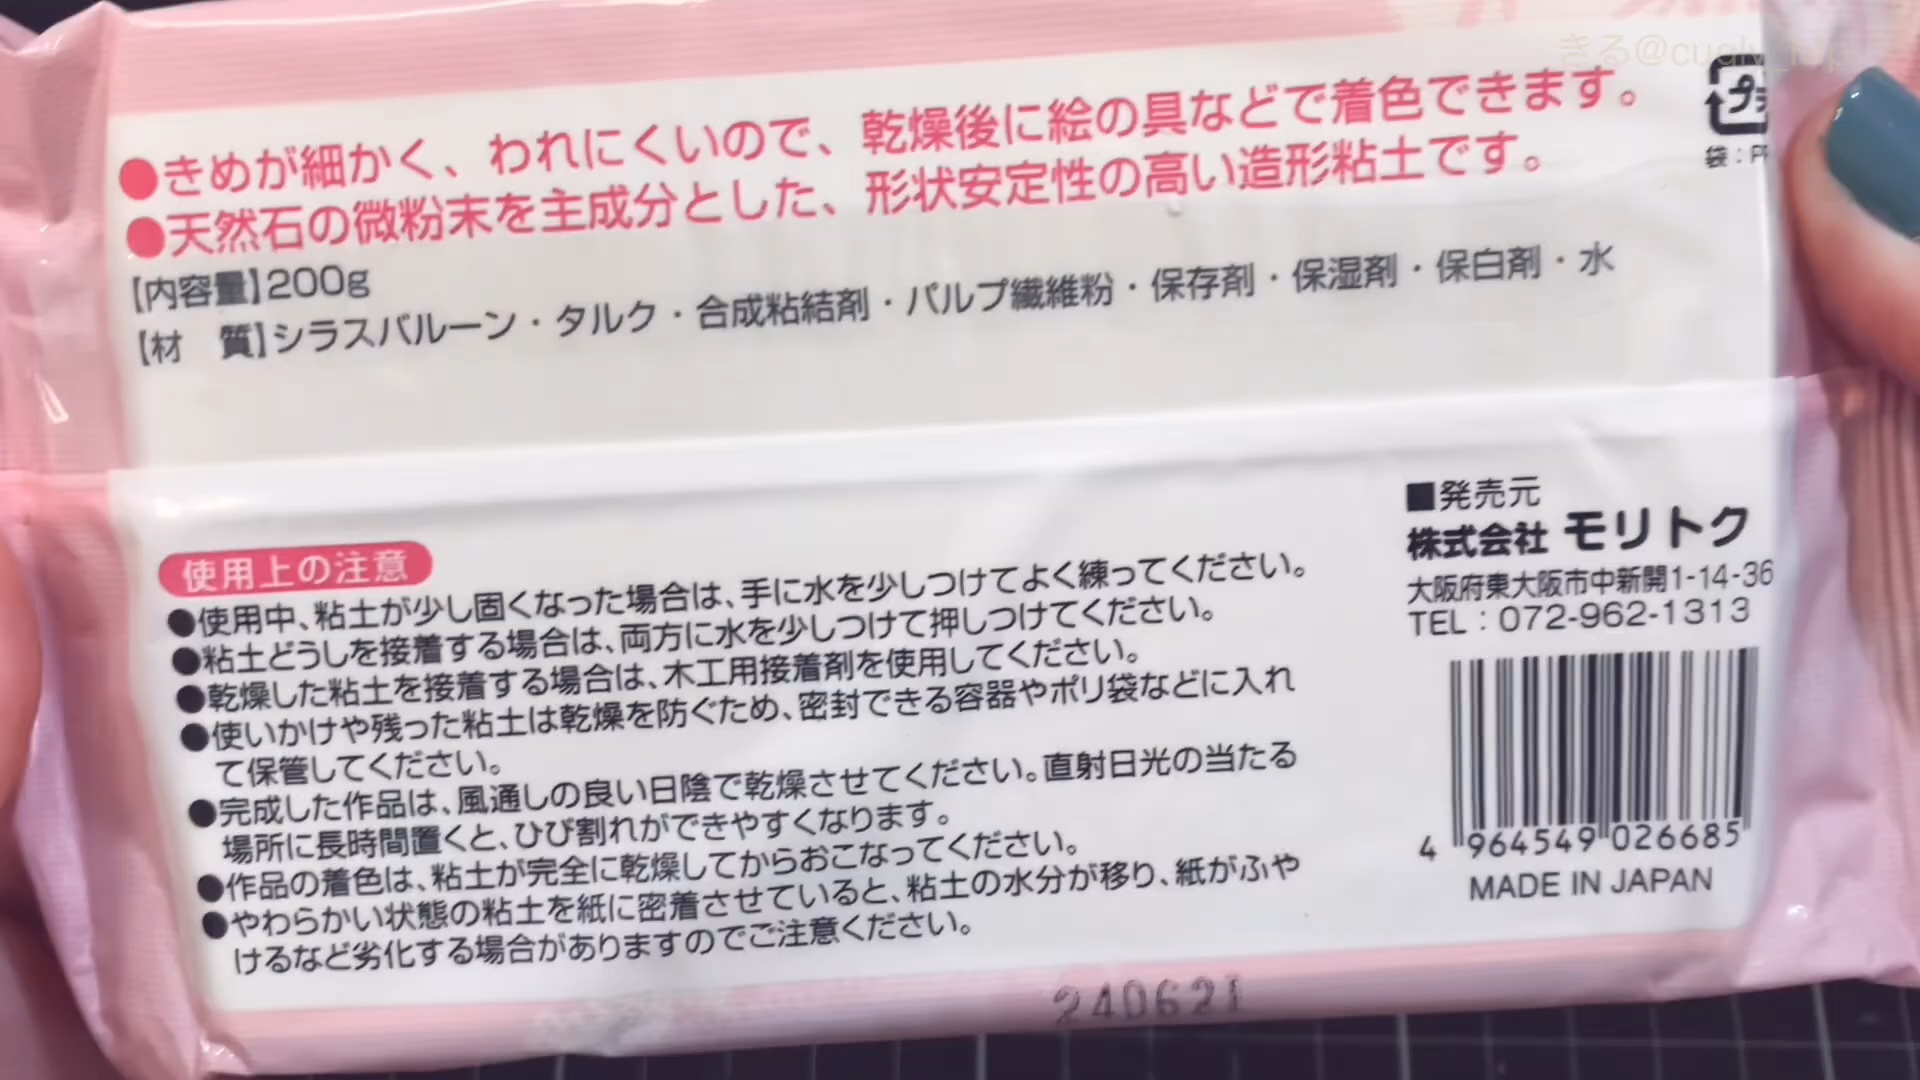 ●きめが細かく、われにくいので、乾燥後に絵の具などで着色できます。
●天然石の微粉末を主成分とした、形状安定性の高い造形粘土です。
【内容量】200g
【材　質】シラスバルーン・タルク・合成粘結剤・パルプ繊維粉・保存剤・保湿剤・保白剤・水
プラ
袋：P
使用上の注意
●使用中、粘土が少し固くなった場合は、手に水を少しつけてよく練ってください。
●粘土どうしを接着する場合は、両方に水を少しつけて押しつけてください。
●乾燥した粘土を接着する場合は、木工用接着剤を使用してください。
●使いかけや残った粘土は乾燥を防ぐため、密封できる容器やポリ袋などに入れ
て保管してください。
●完成した作品は、風通しの良い日陰で乾燥させてください。直射日光の当たる
場所に長時間置くと、ひび割れができやすくなります。
●作品の着色は、粘土が完全に乾燥してからおこなってください。
●やわらかい状態の粘土を紙に密着させていると、粘土の水分が移り、紙がふや
けるなど劣化する場合がありますのでご注意ください。
■発売元
株式会社 モリトク
大阪府東大阪市中新開1-14-36
TEL：072-962-1313
4 964549 026685
MADE IN JAPAN
240621